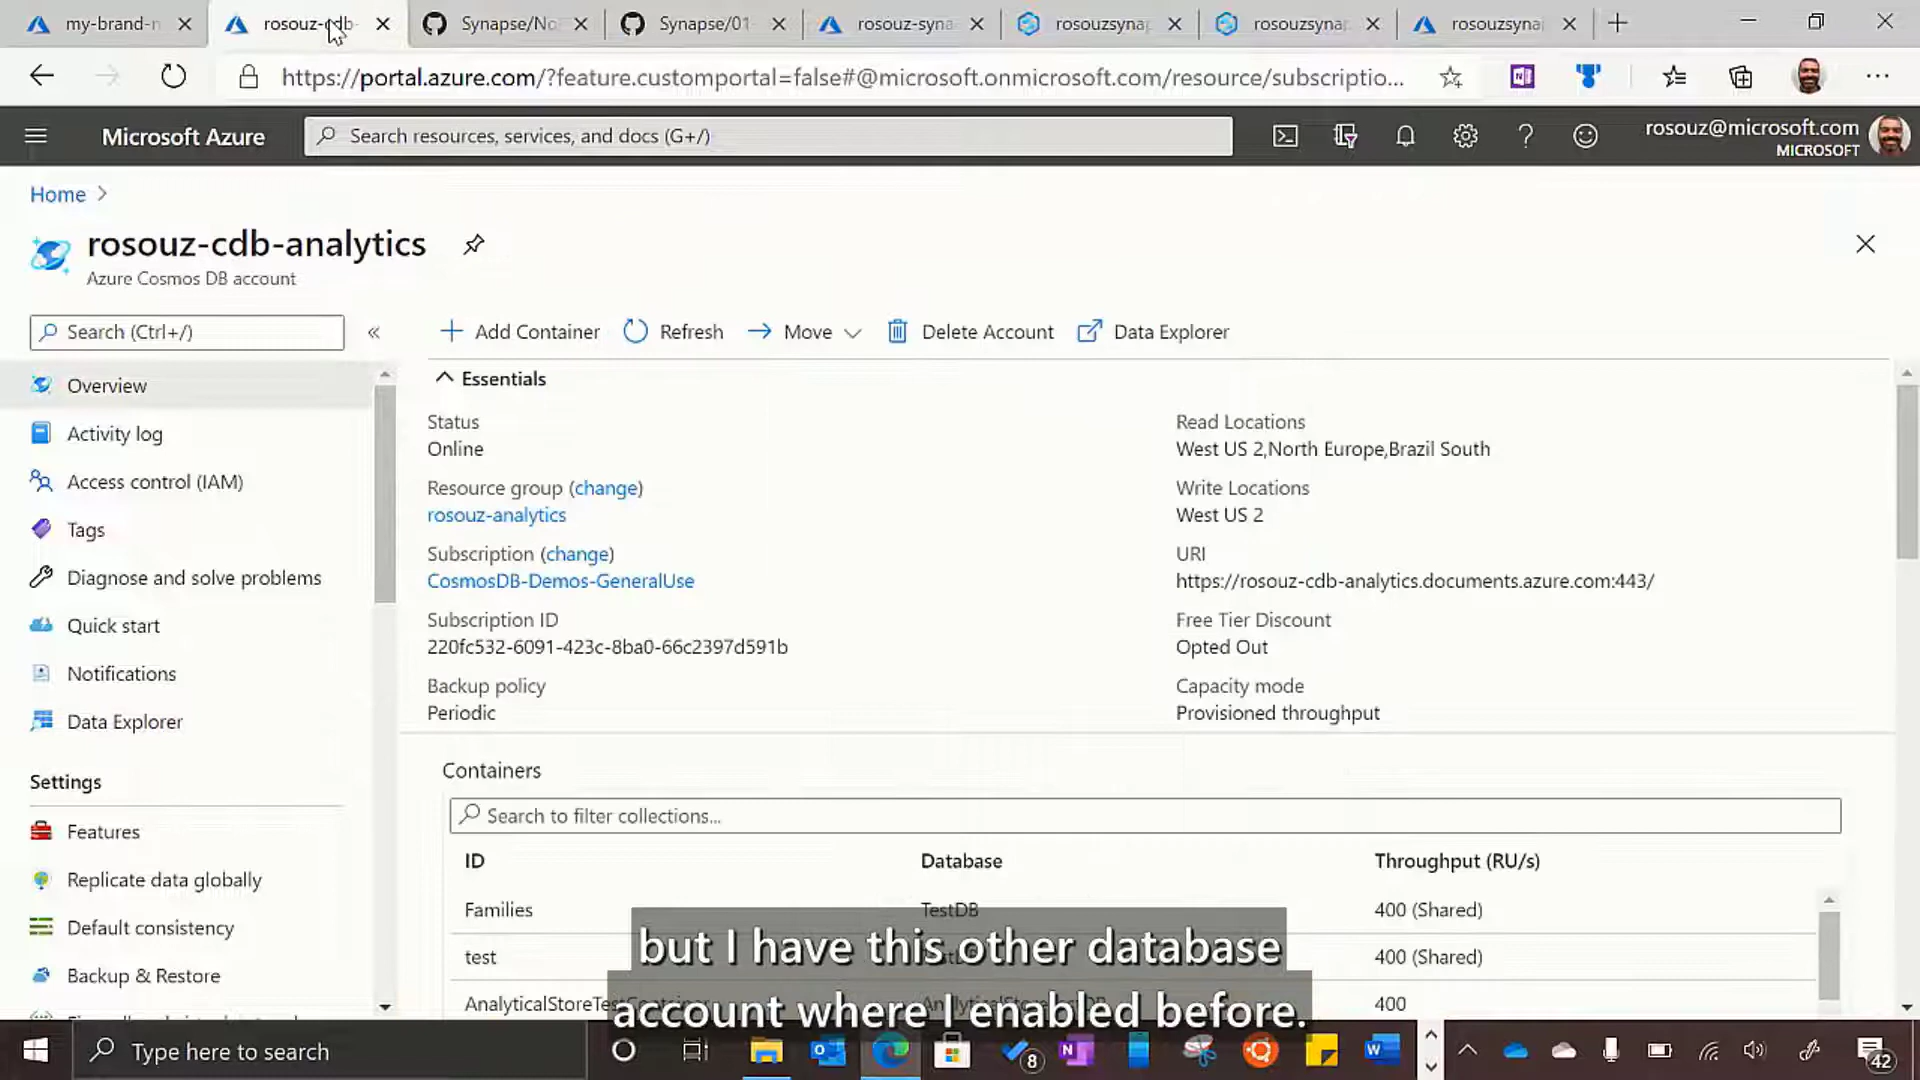 my-brand-n
rosouz-cdb-
Synapse/No
Synapse/01-
rosouz-syna
rosouzsynap
rosouzsynap
rosouzsynap
https://portal.azure.com/?feature.customportal=false#@microsoft.onmicrosoft.com/resource/subscriptio...
Microsoft Azure
Search resources, services, and docs (G+/)
rosouz@microsoft.com
MICROSOFT
Home
rosouz-cdb-analytics
Azure Cosmos DB account
Search (Ctrl+/)
Add Container
Refresh
Move
Delete Account
Data Explorer
Overview
Activity log
Access control (IAM)
Tags
Diagnose and solve problems
Quick start
Notifications
Data Explorer
Settings
Features
Replicate data globally
Default consistency
Backup & Restore
Essentials
Status
Online
Resource group (change)
rosouz-analytics
Subscription (change)
CosmosDB-Demos-GeneralUse
Subscription ID
220fc532-6091-423c-8ba0-66c2397d591b
Backup policy
Periodic
Read Locations
West US 2,North Europe,Brazil South
Write Locations
West US 2
URI
https://rosouz-cdb-analytics.documents.azure.com:443/
Free Tier Discount
Opted Out
Capacity mode
Provisioned throughput
Containers
Search to filter collections...
ID Database Throughput (RU/s)
Families TestDB 400 (Shared)
test 400 (Shared)
AnalyticalStoreTestContainer AnalyticalStoreTestDB 400
but I have this other database
account where I enabled before.
Type here to search
8
42